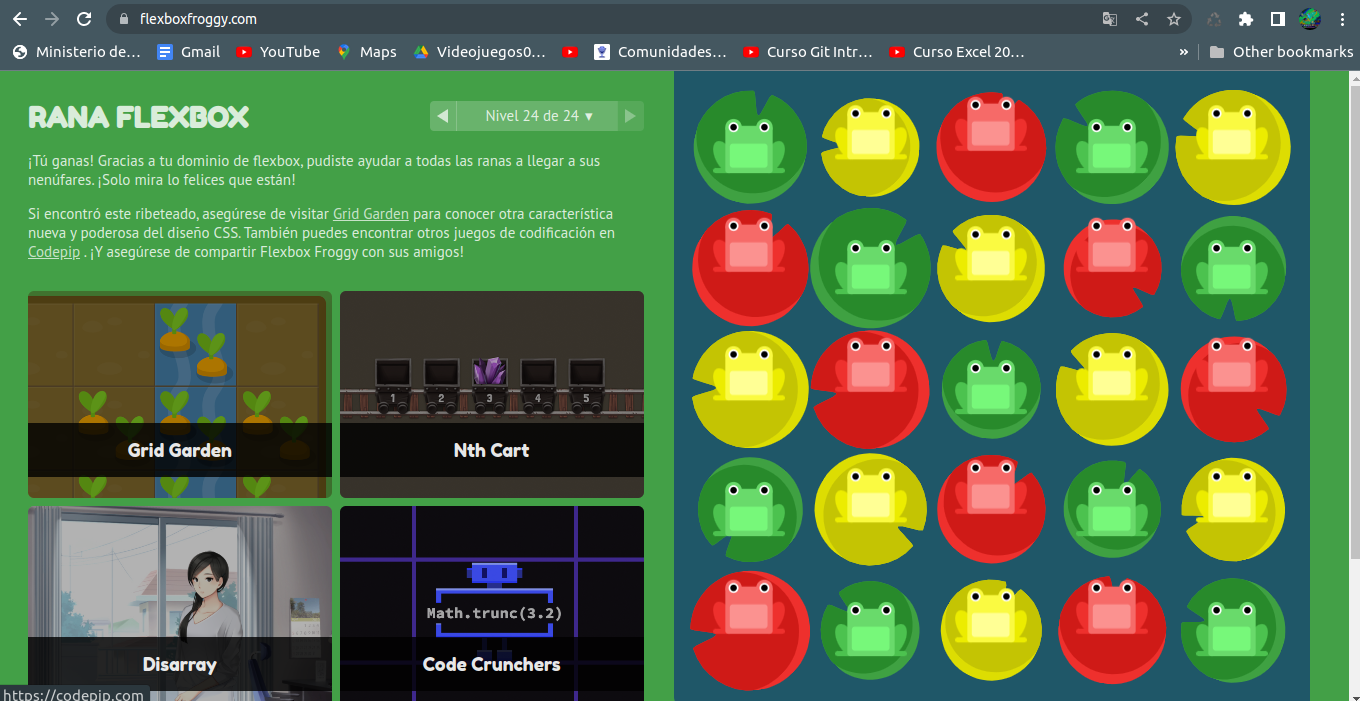 flexboxfroggy.com
Ministerio de… Gmail YouTube Maps Videojuegos0… Comunidades… Curso Git Intr… Curso Excel 20… » Other bookmarks
RANA FLEXBOX
◀ Nivel 24 de 24 ▾ ▶
¡Tú ganas! Gracias a tu dominio de flexbox, pudiste ayudar a todas las ranas a llegar a sus
nenúfares. ¡Solo mira lo felices que están!
Si encontró este ribeteado, asegúrese de visitar Grid Garden para conocer otra característica
nueva y poderosa del diseño CSS. También puedes encontrar otros juegos de codificación en
Codepip . ¡Y asegúrese de compartir Flexbox Froggy con sus amigos!
Grid Garden
1 2 3 4 5
Nth Cart
Disarray
Math.trunc(3.2)
Code Crunchers
https://codepip.com